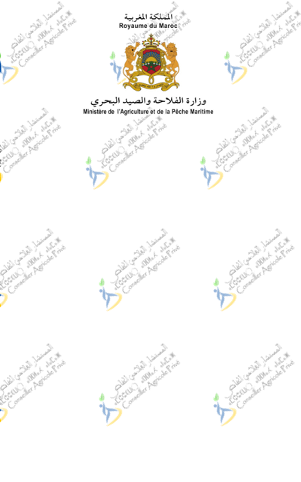 المملكة المغربية
Royaume du Maroc
وزارة الفلاحة والصيد البحري
Ministère de l'Agriculture et de la Pêche Maritime
المستشار الفلاحي الخاص
Conseiller Agricole Privé